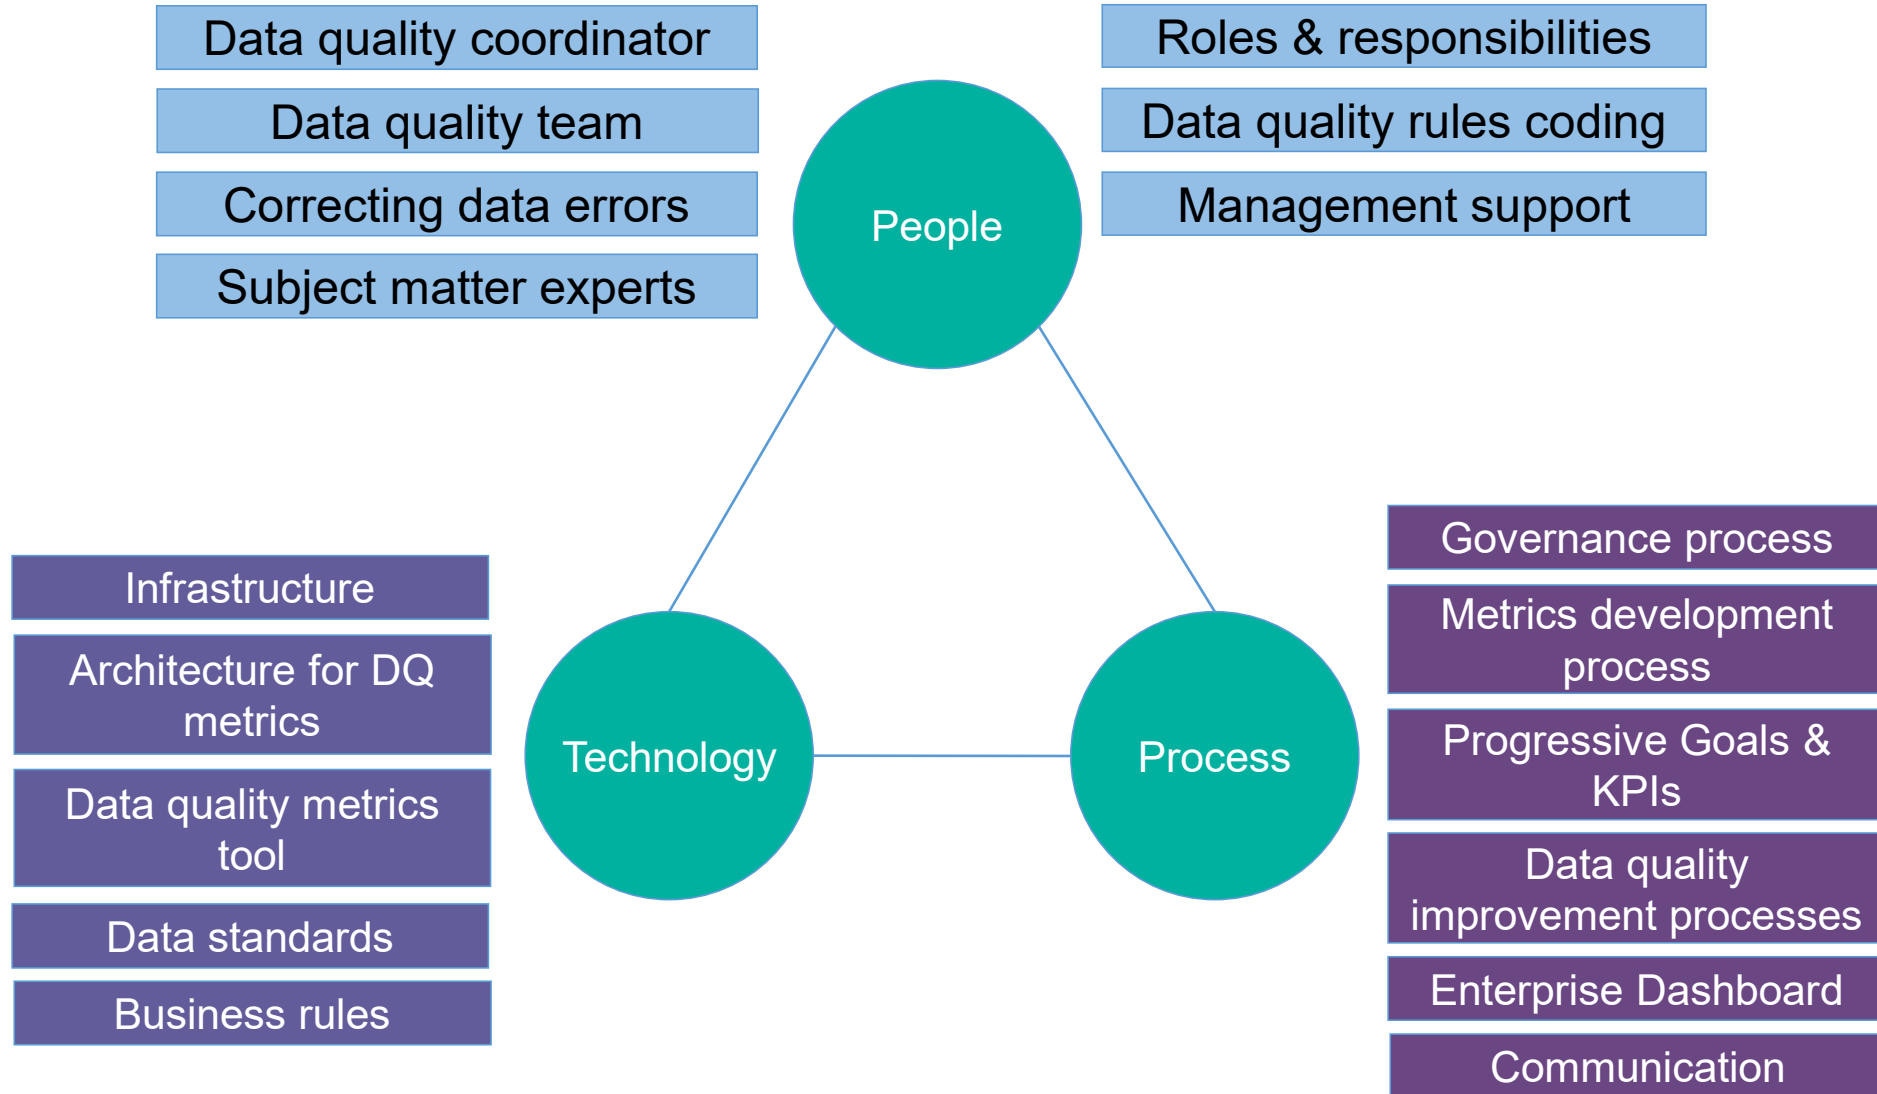 Data quality coordinator
Data quality team
Correcting data errors
Subject matter experts
People
Roles & responsibilities
Data quality rules coding
Management support
Infrastructure
Architecture for DQ
metrics
Data quality metrics
tool
Data standards
Business rules
Technology
Process
Governance process
Metrics development
process
Progressive Goals &
KPIs
Data quality
improvement processes
Enterprise Dashboard
Communication